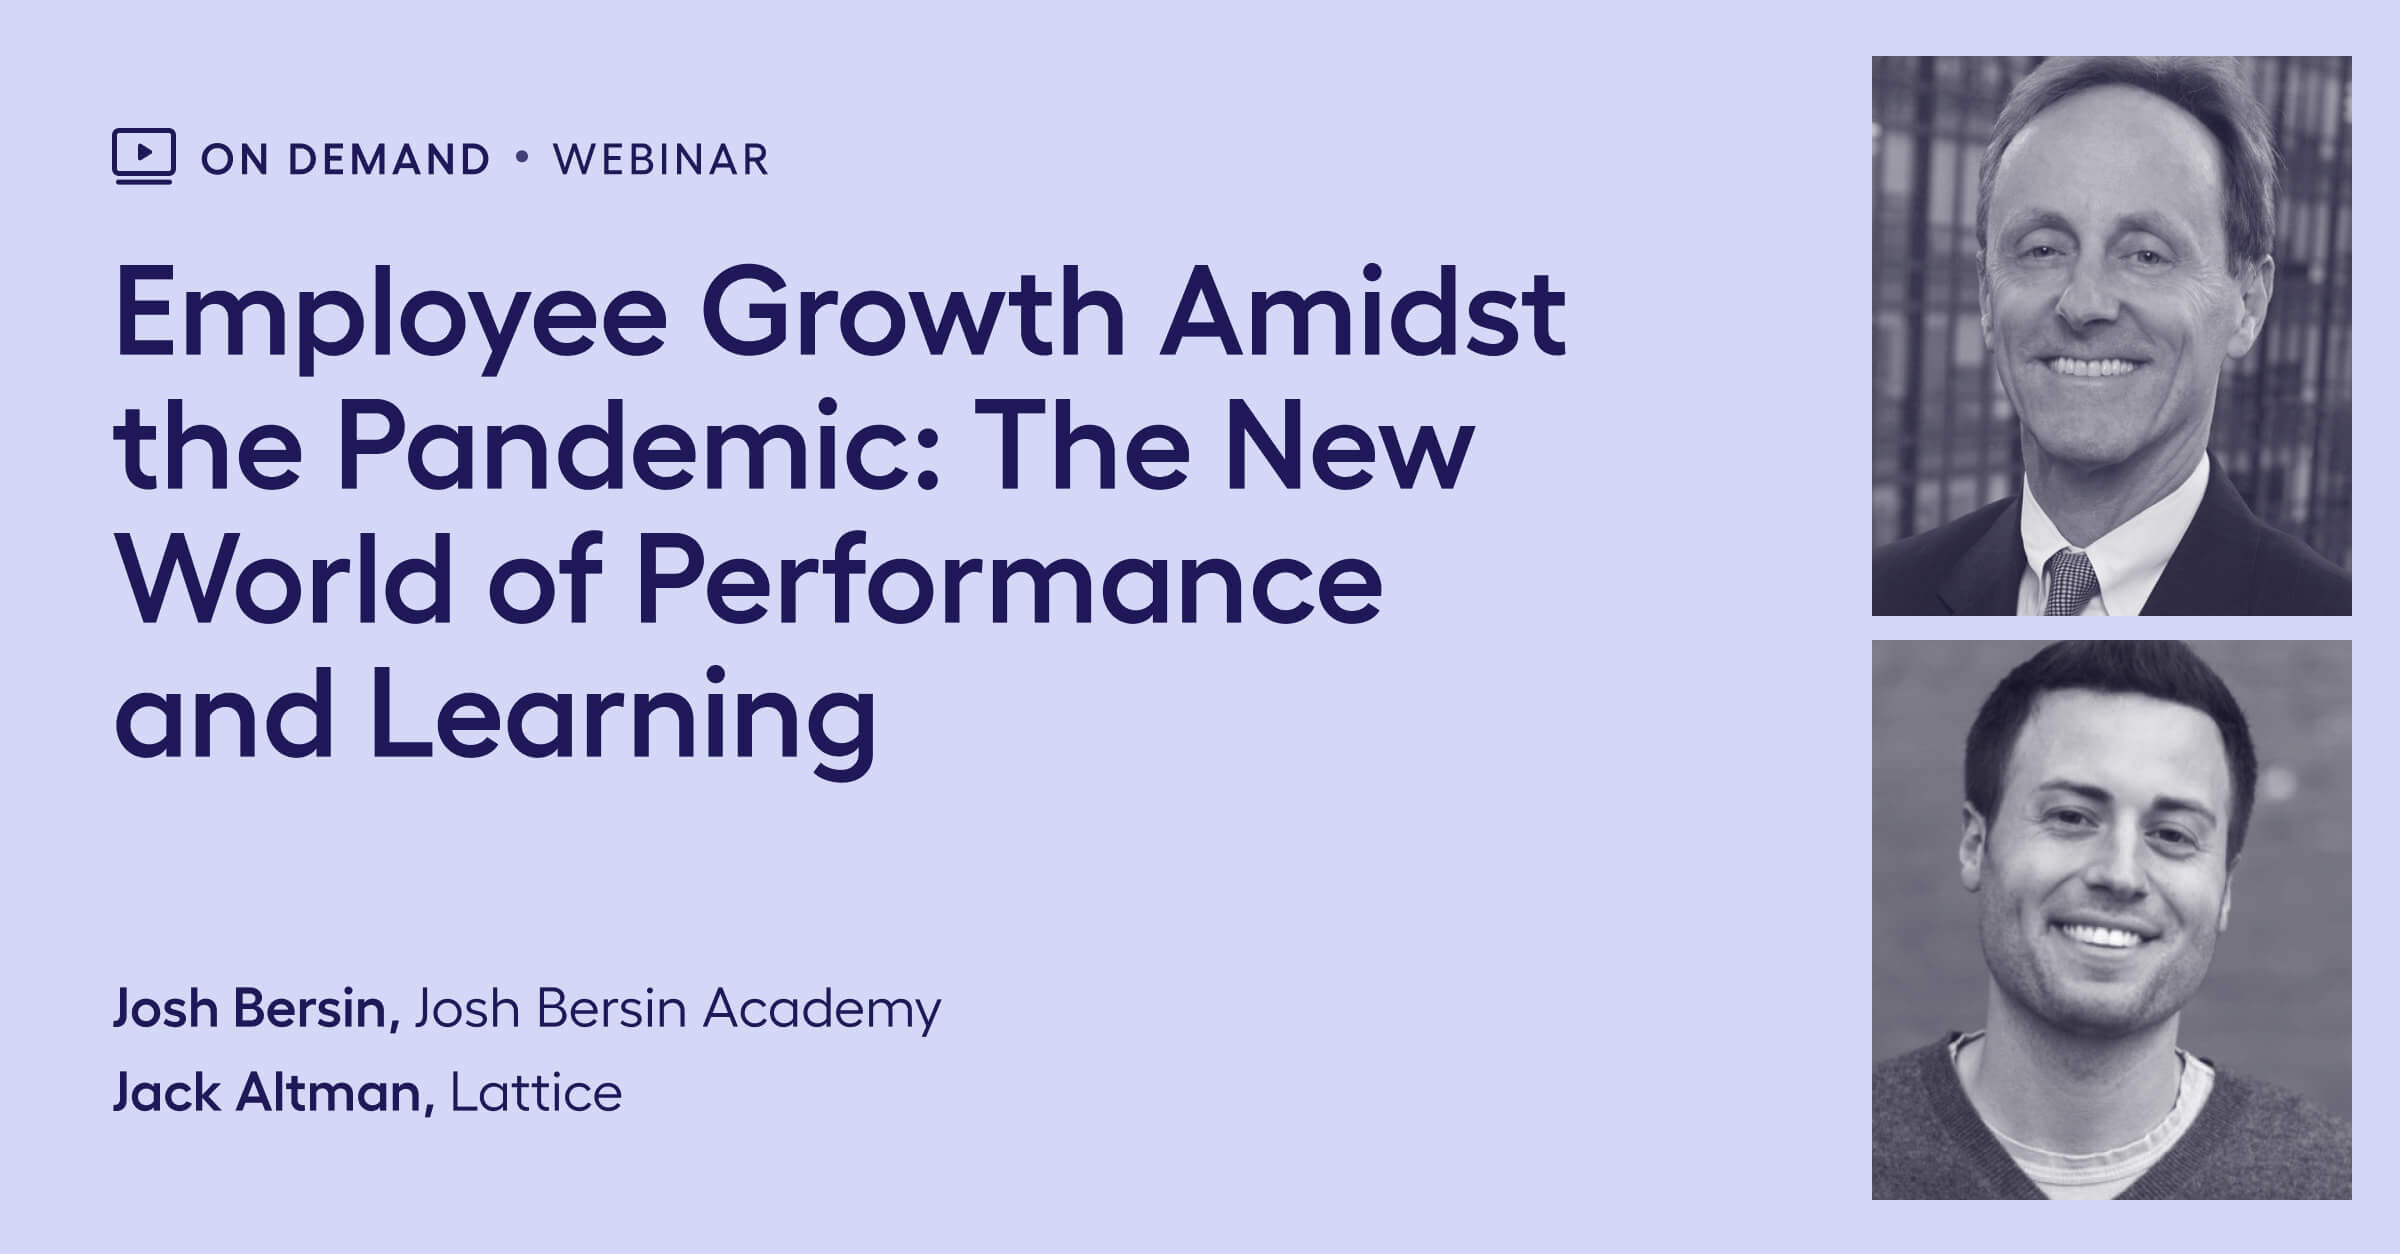 ON DEMAND • WEBINAR
Employee Growth Amidst
the Pandemic: The New
World of Performance
and Learning
Josh Bersin, Josh Bersin Academy
Jack Altman, Lattice